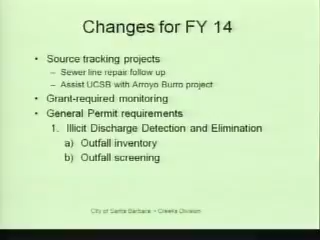 Changes for FY 14
• Source tracking projects
– Sewer line repair follow up
– Assist UCSB with Arroyo Burro project
• Grant-required monitoring
• General Permit requirements
1. Illicit Discharge Detection and Elimination
a) Outfall inventory
b) Outfall screening
City of Santa Barbara • Creeks Division